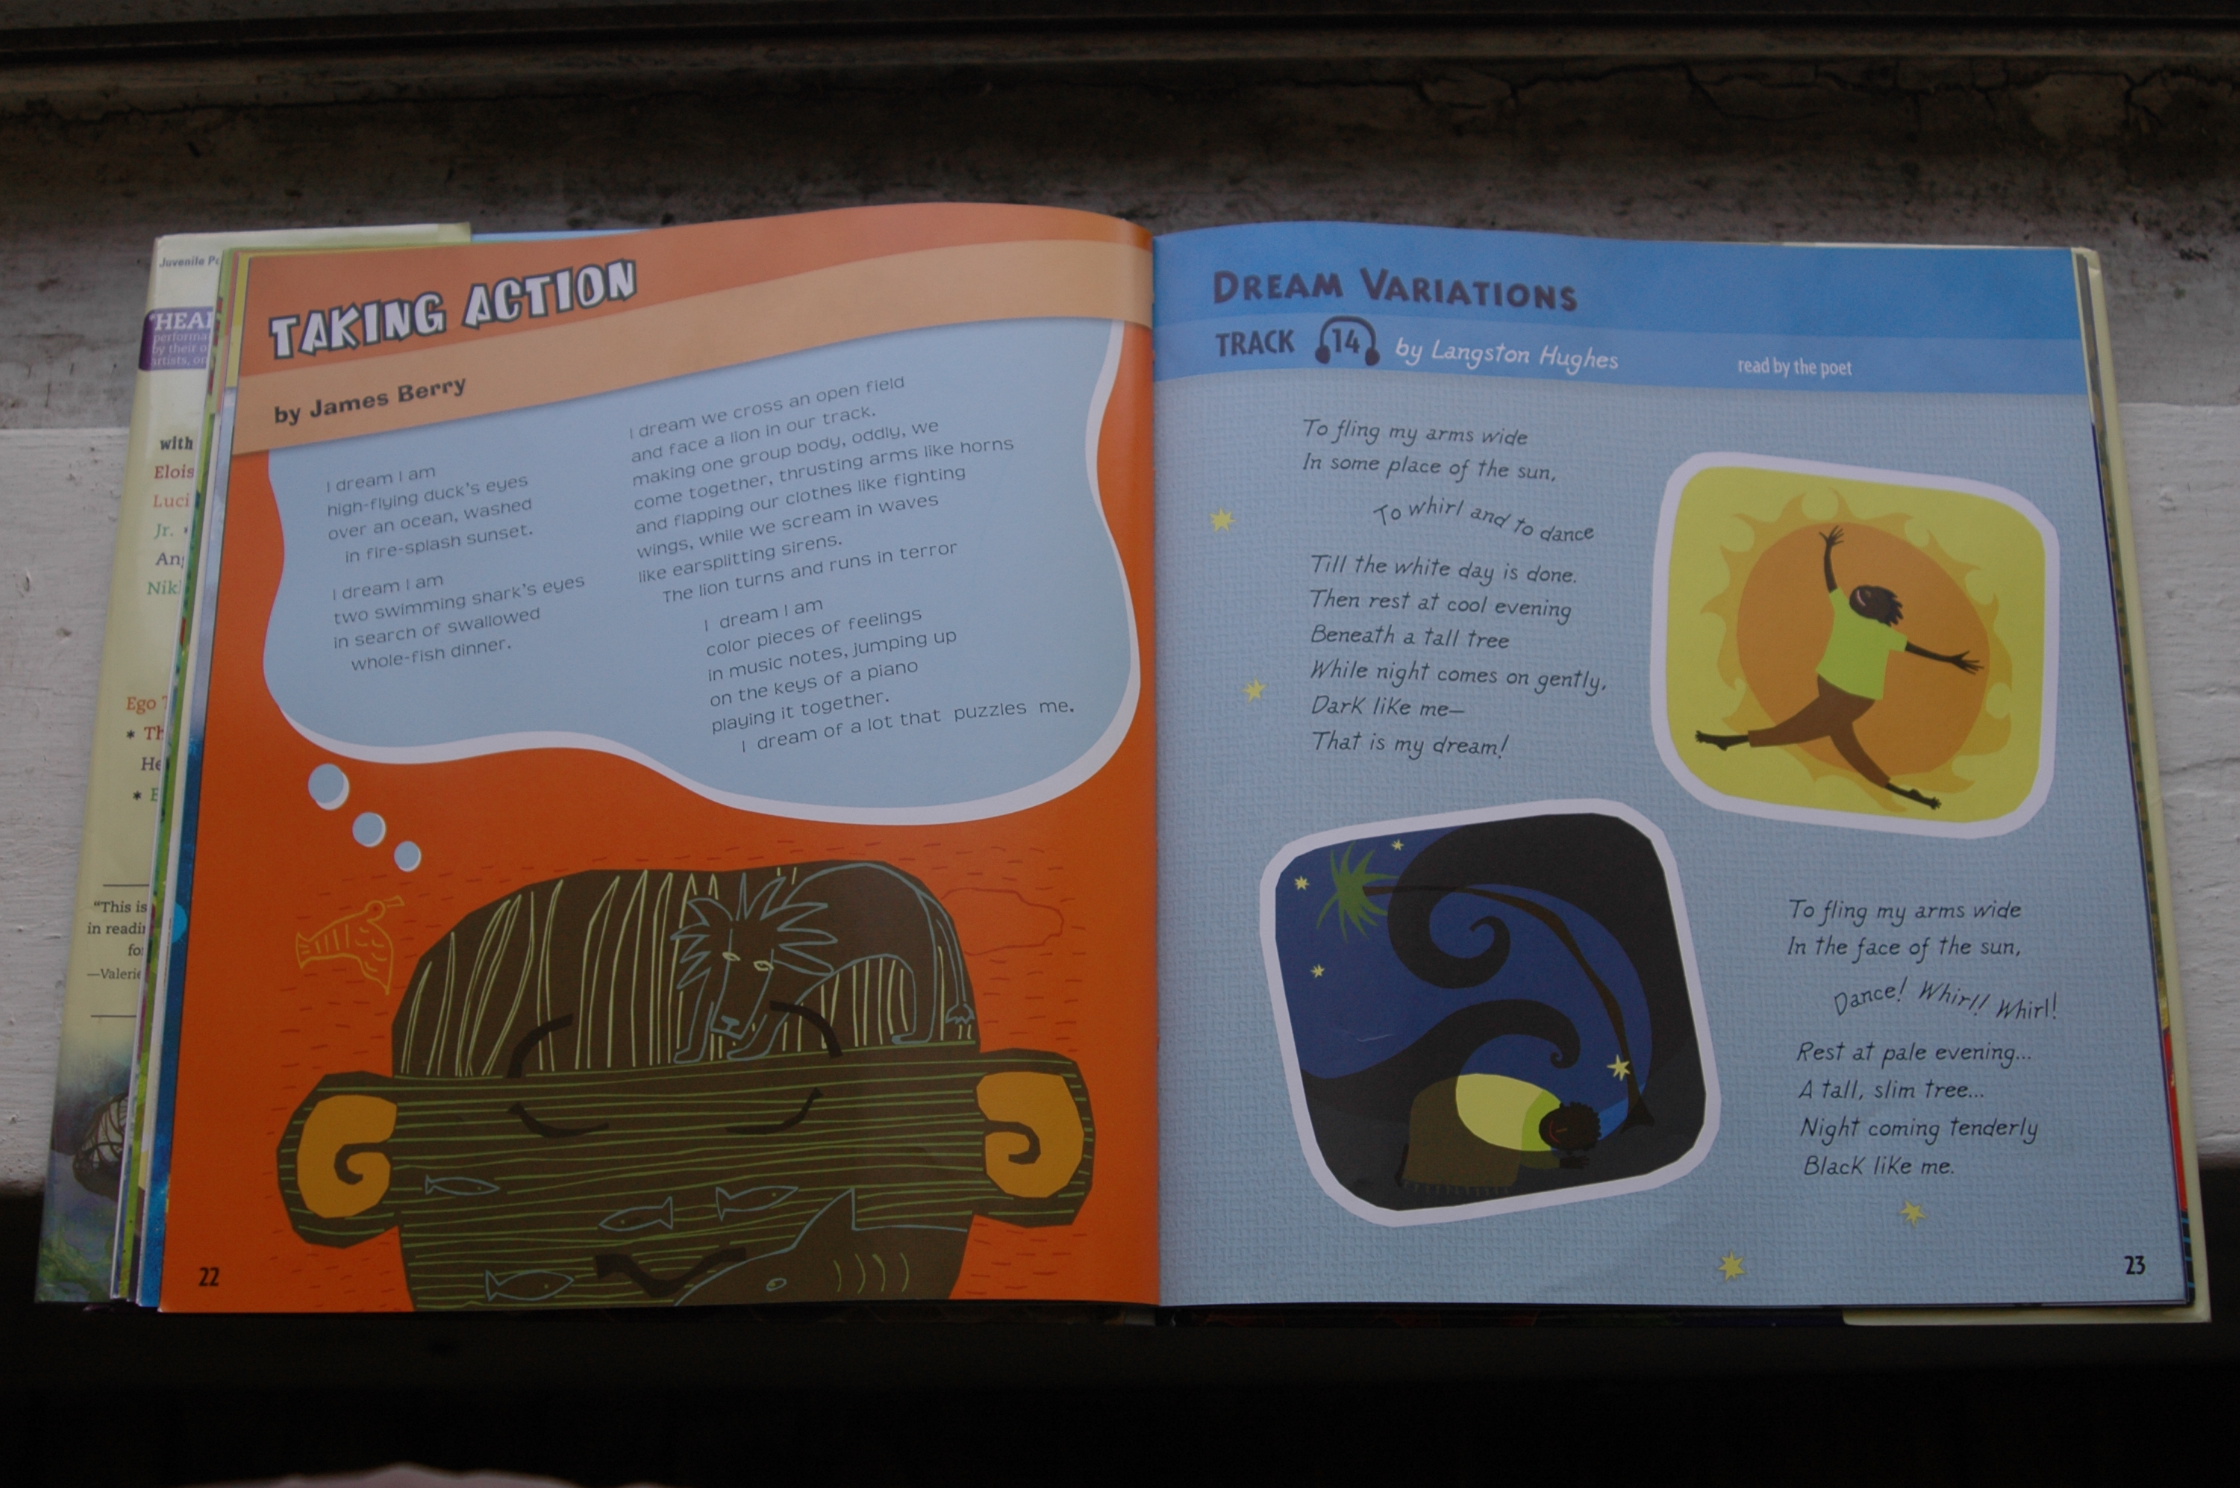 Juvenile
"HEAR
by their
artists,
with
Elois
Luci
Jr.
Ego
"This is
in readi
—Valerie
TAKING ACTION
by James Berry
I dream I am
high-flying duck's eyes
over an ocean, washed
in fire-splash sunset.
I dream I am
two swimming shark's eyes
in search of swallowed
whole-fish dinner.
I dream we cross an open field
and face a lion in our track.
making one group body, oddly, we
come together, thrusting arms like horns
and flapping our clothes like fighting
wings, while we scream in waves
like earsplitting sirens.
The lion turns and runs in terror
I dream I am
color pieces of feelings
in music notes, jumping up
on the keys of a piano
playing it together.
I dream of a lot that puzzles me.
22
DREAM VARIATIONS
TRACK 14 by Langston Hughes read by the poet
To fling my arms wide
In some place of the sun,
To whirl and to dance
Till the white day is done.
Then rest at cool evening
Beneath a tall tree
While night comes on gently,
Dark like me—
That is my dream!
To fling my arms wide
In the face of the sun,
Dance! Whirl! Whirl!
Rest at pale evening...
A tall, slim tree...
Night coming tenderly
Black like me.
23